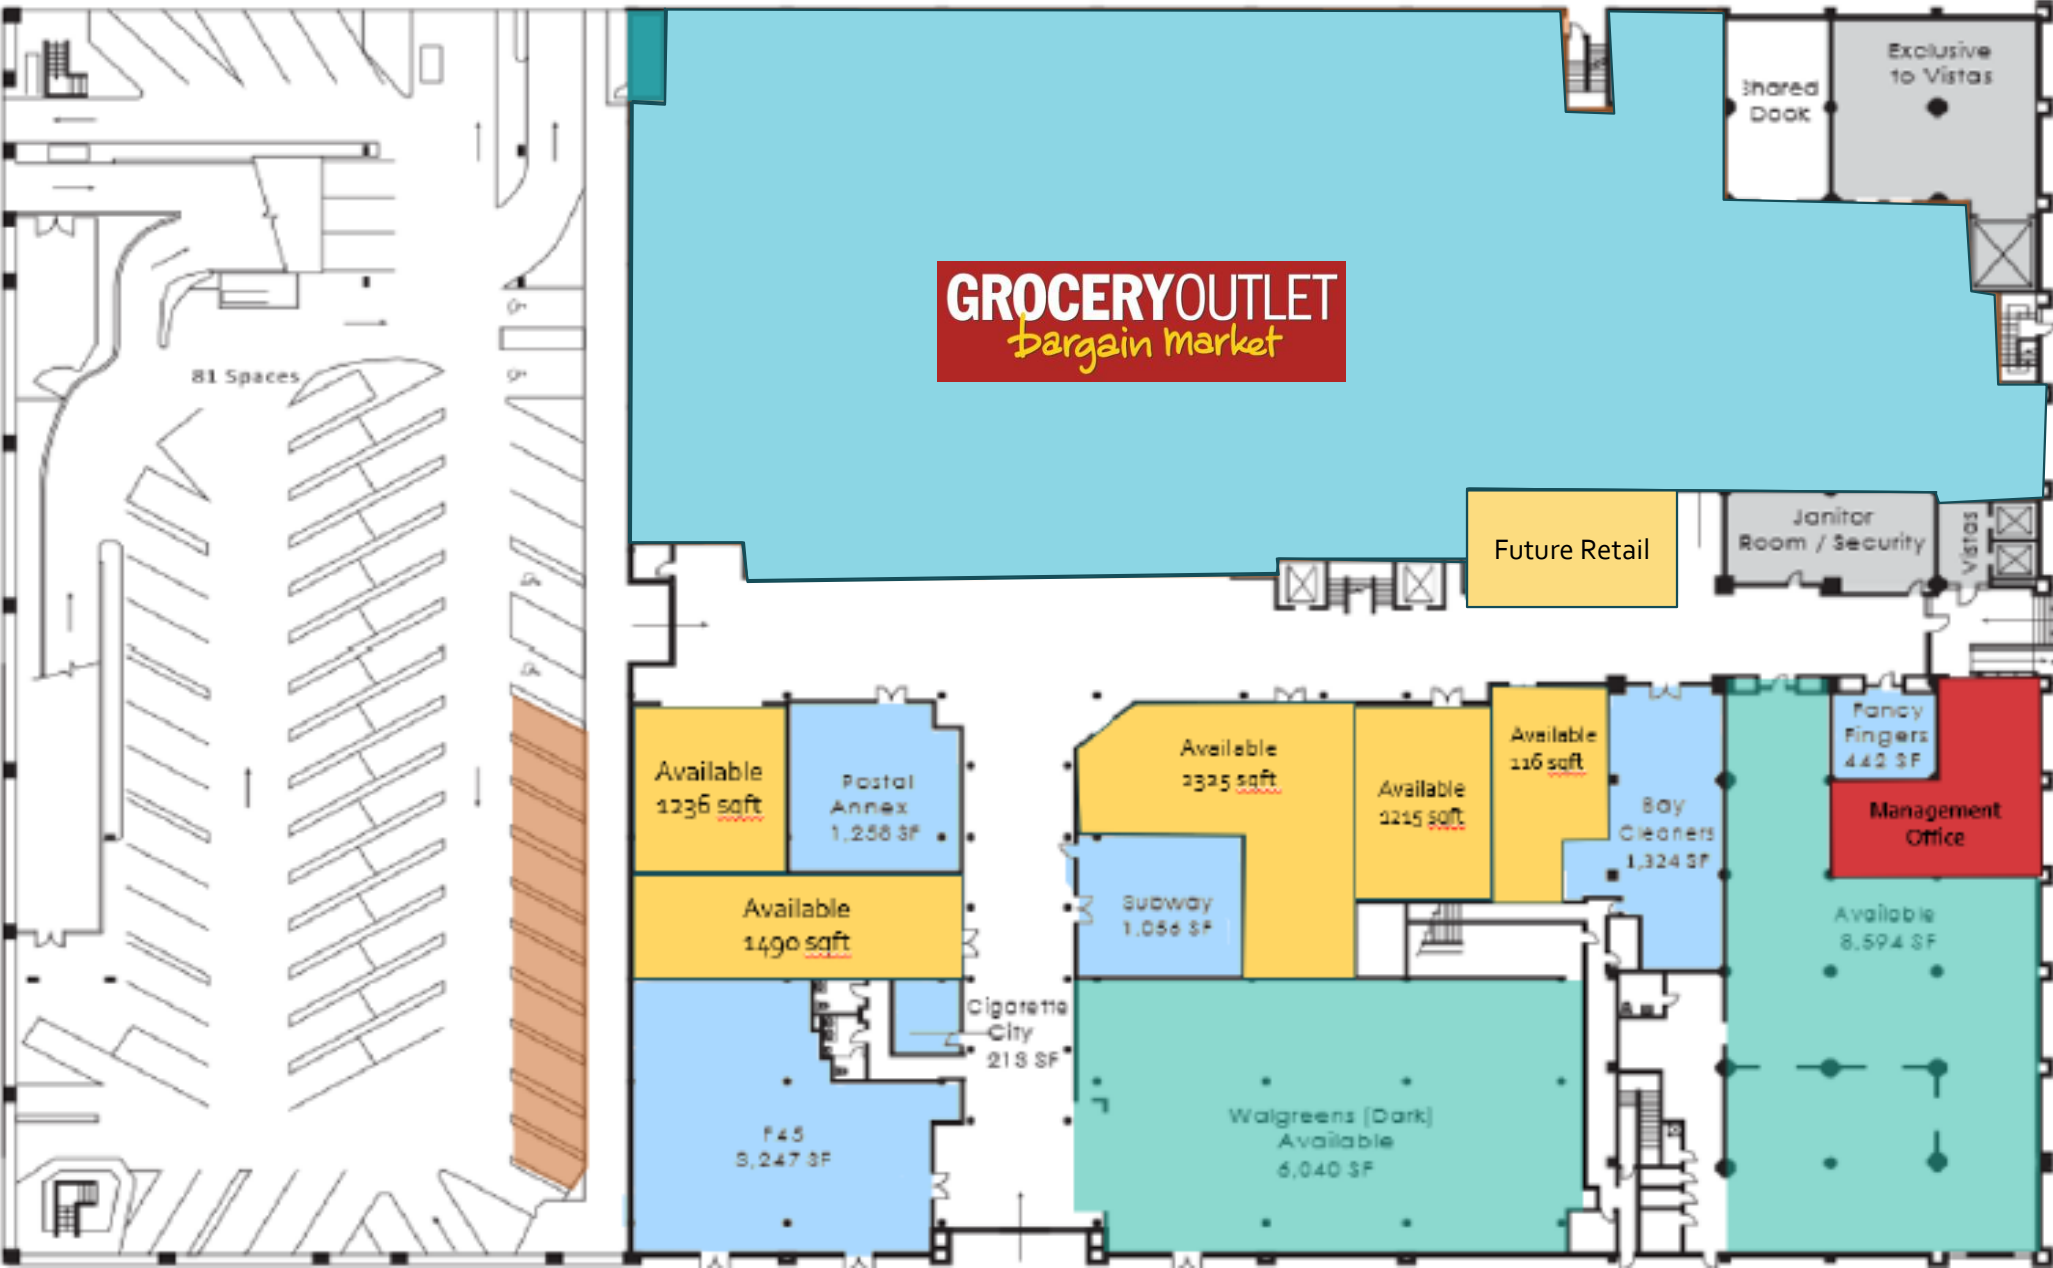 Exclusive
to Vistas
Shared
Dock
GROCERYOUTLET
bargain market
81 Spaces
Future Retail
Janitor
Room / Security
Vistas
Available
1236 sqft
Postal
Annex
1,258 SF
Available
2325 sqft
Available
1215 sqft
Available
116 sqft
Bay
Cleaners
1,324 SF
Fancy
Fingers
442 SF
Management
Office
Available
1490 sqft
Subway
1,056 SF
Available
8,594 SF
Cigarette
City
213 SF
F45
3,247 SF
Walgreens (Dark)
Available
6,040 SF